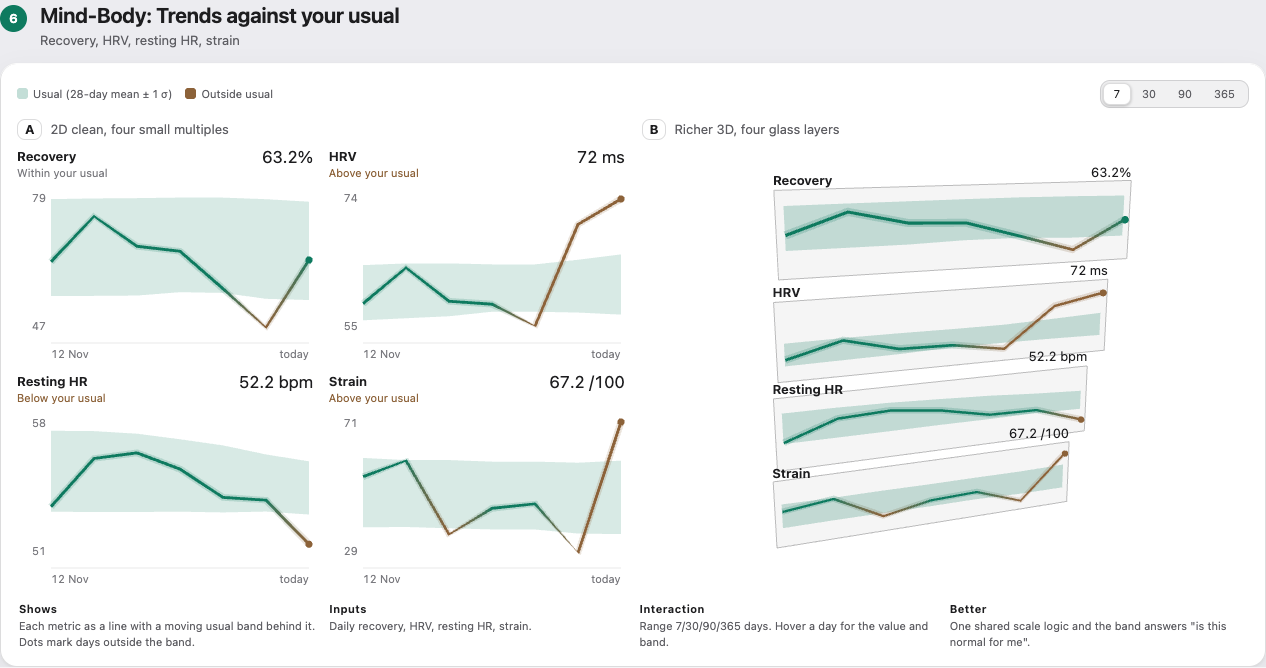 6
Mind-Body: Trends against your usual
Recovery, HRV, resting HR, strain
Usual (28-day mean ± 1 σ)
Outside usual
7 30 90 365
A 2D clean, four small multiples
Recovery 63.2%
Within your usual
79
47
12 Nov today
HRV 72 ms
Above your usual
74
55
12 Nov today
Resting HR 52.2 bpm
Below your usual
58
51
12 Nov today
Strain 67.2 /100
Above your usual
71
29
12 Nov today
B Richer 3D, four glass layers
Recovery 63.2%
HRV 72 ms
Resting HR 52.2 bpm
Strain 67.2 /100
Shows
Each metric as a line with a moving usual band behind it.
Dots mark days outside the band.
Inputs
Daily recovery, HRV, resting HR, strain.
Interaction
Range 7/30/90/365 days. Hover a day for the value and
band.
Better
One shared scale logic and the band answers "is this
normal for me".